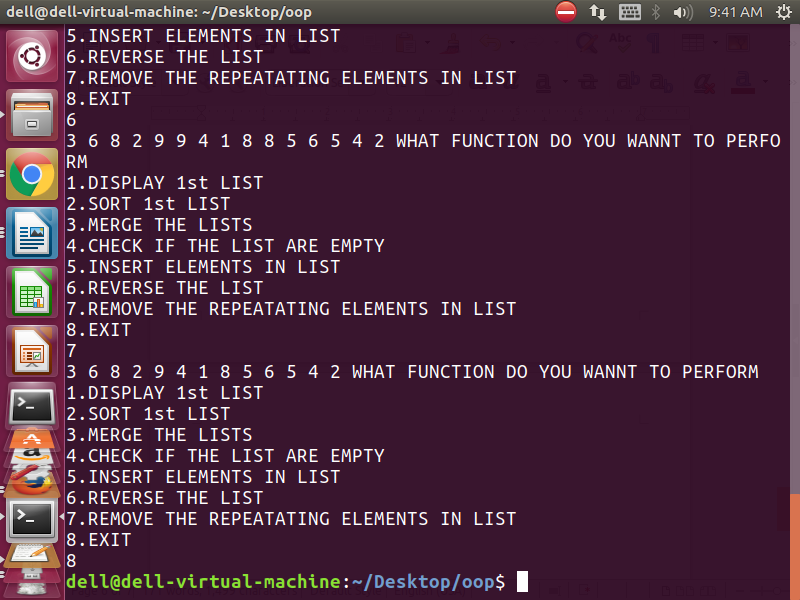 dell@dell-virtual-machine: ~/Desktop/oop 9:41 AM
5.INSERT ELEMENTS IN LIST
6.REVERSE THE LIST
7.REMOVE THE REPEATATING ELEMENTS IN LIST
8.EXIT
6
3 6 8 2 9 9 4 1 8 8 5 6 5 4 2 WHAT FUNCTION DO YOU WANNT TO PERFO
RM
1.DISPLAY 1st LIST
2.SORT 1st LIST
3.MERGE THE LISTS
4.CHECK IF THE LIST ARE EMPTY
5.INSERT ELEMENTS IN LIST
6.REVERSE THE LIST
7.REMOVE THE REPEATATING ELEMENTS IN LIST
8.EXIT
7
3 6 8 2 9 4 1 8 5 6 5 4 2 WHAT FUNCTION DO YOU WANNT TO PERFORM
1.DISPLAY 1st LIST
2.SORT 1st LIST
3.MERGE THE LISTS
4.CHECK IF THE LIST ARE EMPTY
5.INSERT ELEMENTS IN LIST
6.REVERSE THE LIST
7.REMOVE THE REPEATATING ELEMENTS IN LIST
8.EXIT
8
dell@dell-virtual-machine:~/Desktop/oop$